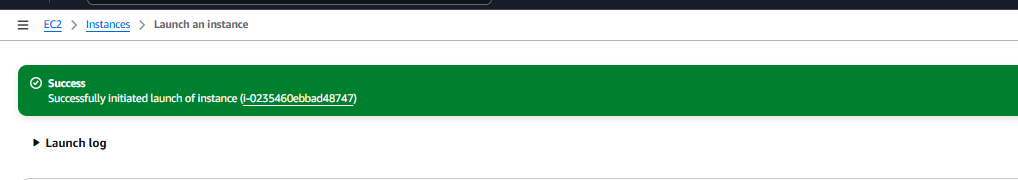 EC2 > Instances > Launch an instance
Success
Successfully initiated launch of instance (i-0235460ebbad48747)
Launch log